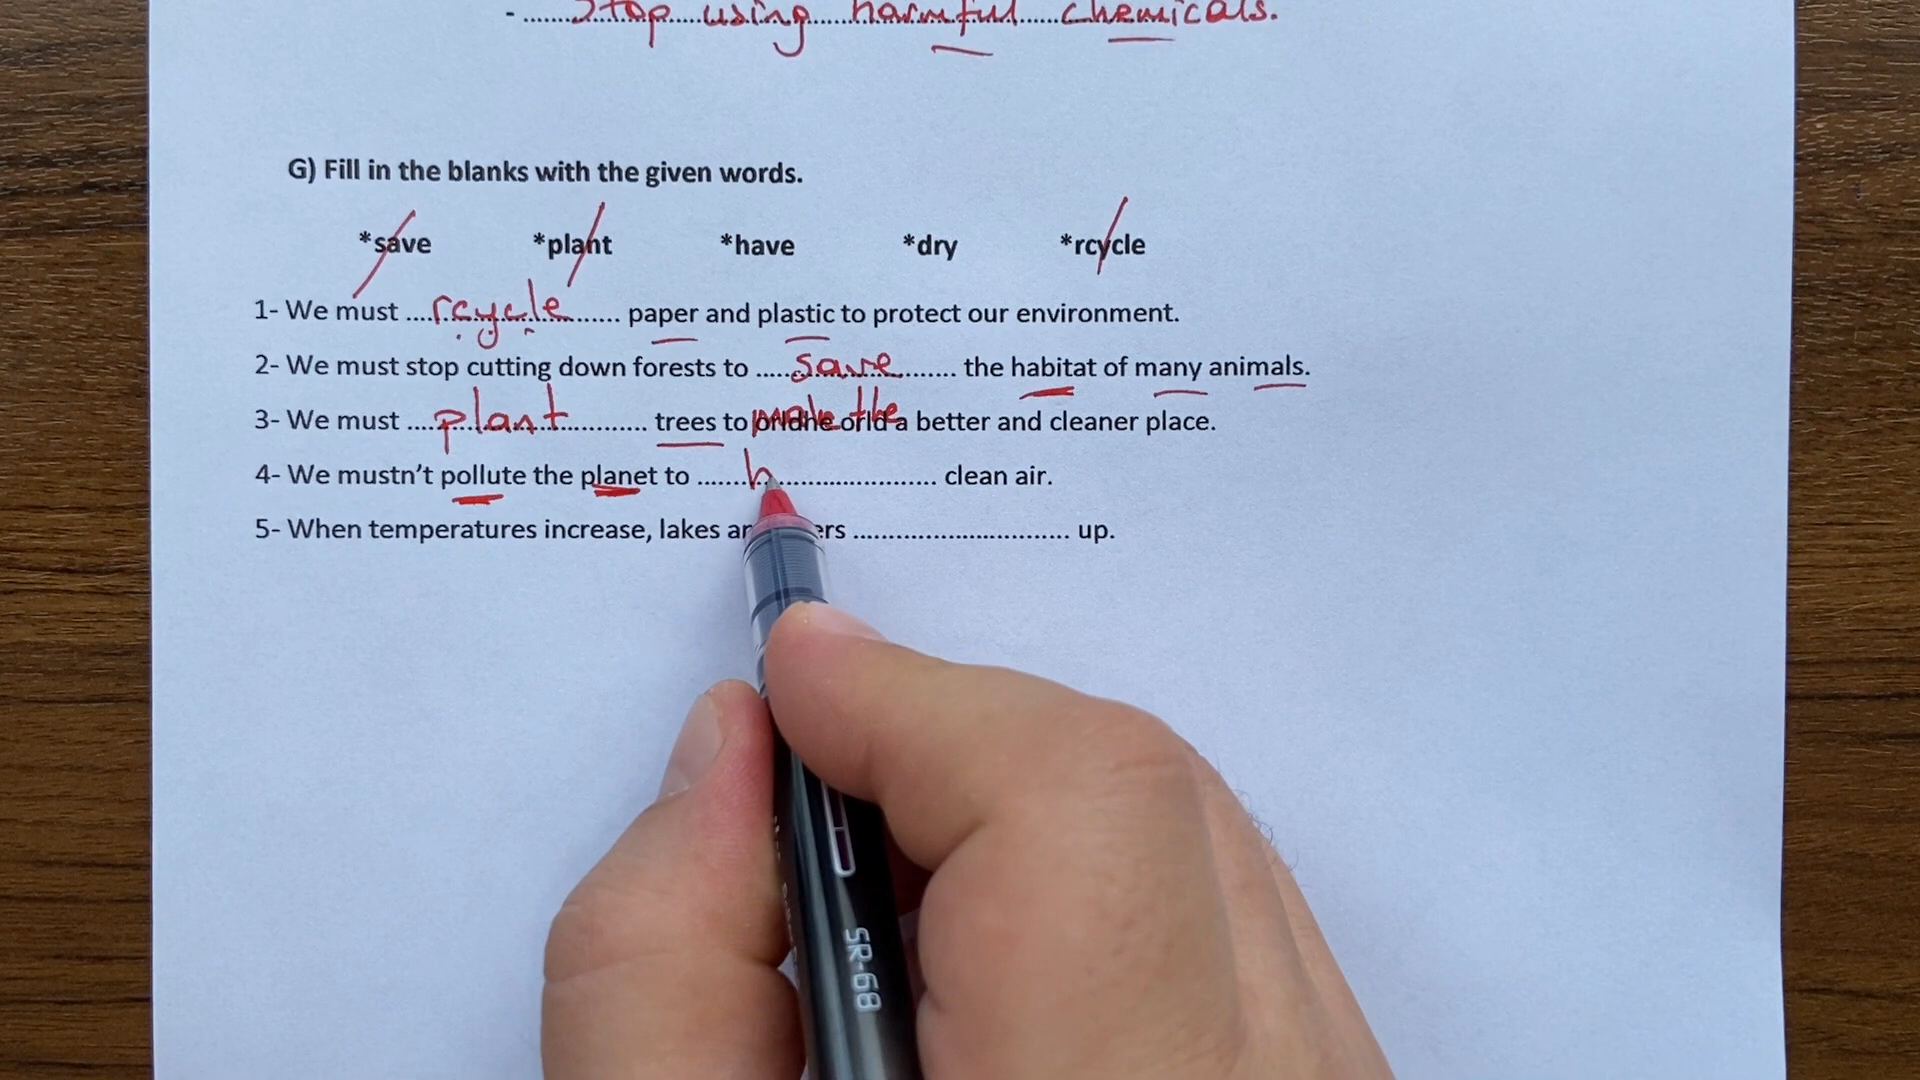 - Stop using harmful chemicals.
G) Fill in the blanks with the given words.
*save *plant *have *dry *rcycle
1- We must ....rcycle....... paper and plastic to protect our environment.
2- We must stop cutting down forests to .....save........ the habitat of many animals.
3- We must ....plant............ trees to make the a better and cleaner place.
4- We mustn't pollute the planet to .......h...................... clean air.
5- When temperatures increase, lakes ............................... up.
SR-68